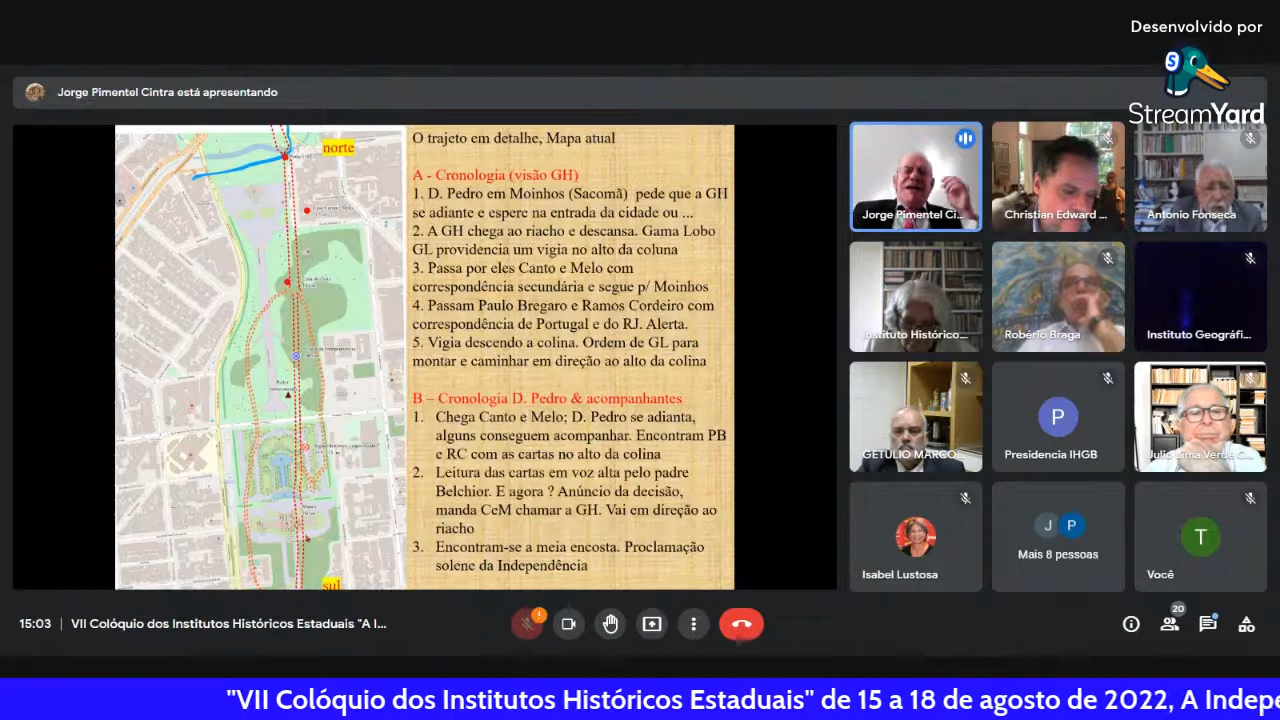 Desenvolvido por
StreamYard
Jorge Pimentel Cintra está apresentando
norte
sul
O trajeto em detalhe, Mapa atual
A - Cronologia (visão GH)
1. D. Pedro em Moinhos (Sacomã) pede que a GH
se adiante e espere na entrada da cidade ou ...
2. A GH chega ao riacho e descansa. Gama Lobo
GL providencia um vigia no alto da coluna
3. Passa por eles Canto e Melo com
correspondência secundária e segue p/ Moinhos
4. Passam Paulo Bregaro e Ramos Cordeiro com
correspondência de Portugal e do RJ. Alerta.
5. Vigia descendo a colina. Ordem de GL para
montar e caminhar em direção ao alto da colina
B – Cronologia D. Pedro & acompanhantes
1. Chega Canto e Melo; D. Pedro se adianta,
alguns conseguem acompanhar. Encontram PB
e RC com as cartas no alto da colina
2. Leitura das cartas em voz alta pelo padre
Belchior. E agora ? Anúncio da decisão,
manda CeM chamar a GH. Vai em direção ao
riacho
3. Encontram-se a meia encosta. Proclamação
solene da Independência
Jorge Pimentel Ci...
Christian Edward ...
Antonio Fonseca
Instituto Histórico...
Robério Braga
Instituto Geográfi...
GETÚLIO MARCO...
P
Presidencia IHGB
Julio Lima Verde C...
Isabel Lustosa
J P
Mais 8 pessoas
T
Você
15:03 | VII Colóquio dos Institutos Históricos Estaduais "A I...
20
"VII Colóquio dos Institutos Históricos Estaduais" de 15 a 18 de agosto de 2022, A Indepe